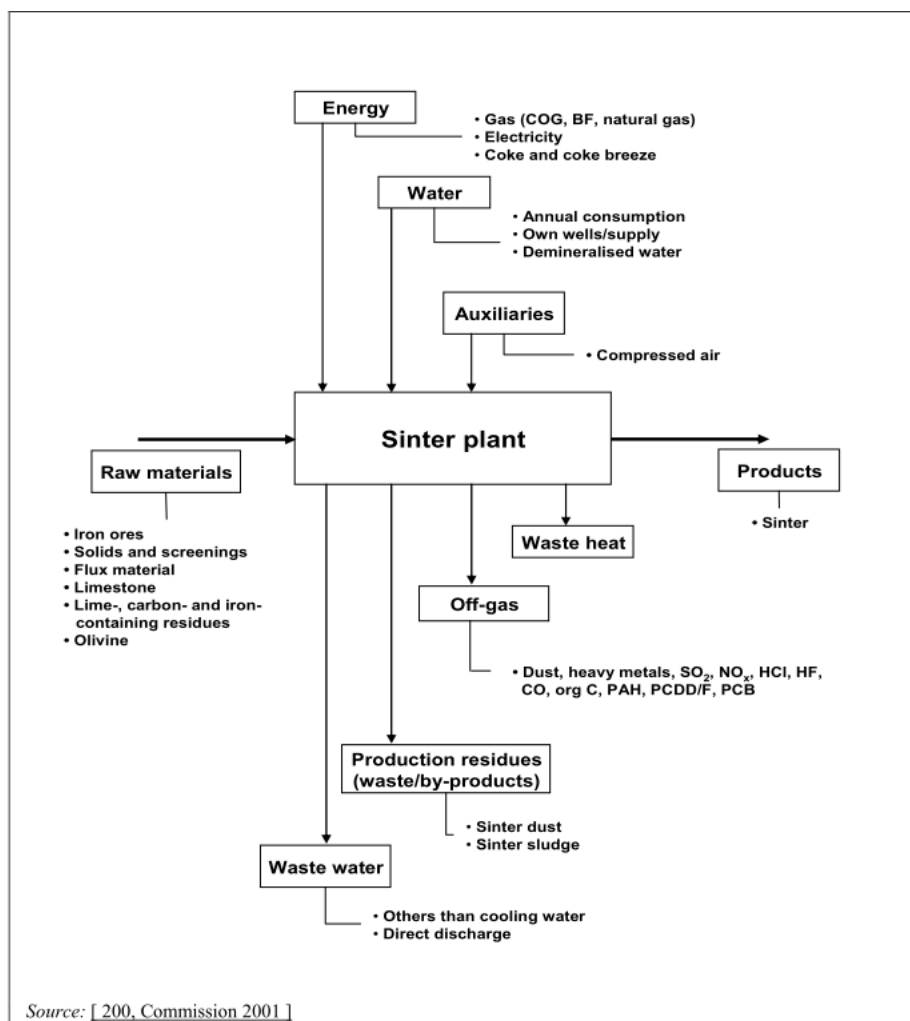 Energy
• Gas (COG, BF, natural gas)
• Electricity
• Coke and coke breeze
Water
• Annual consumption
• Own wells/supply
• Demineralised water
Auxiliaries
• Compressed air
Sinter plant
Raw materials
• Iron ores
• Solids and screenings
• Flux material
• Limestone
• Lime-, carbon- and iron-
containing residues
• Olivine
Products
• Sinter
Waste heat
Off-gas
• Dust, heavy metals, SO₂, NOₓ, HCl, HF,
CO, org C, PAH, PCDD/F, PCB
Production residues
(waste/by-products)
• Sinter dust
• Sinter sludge
Waste water
• Others than cooling water
• Direct discharge
Source: [ 200, Commission 2001 ]